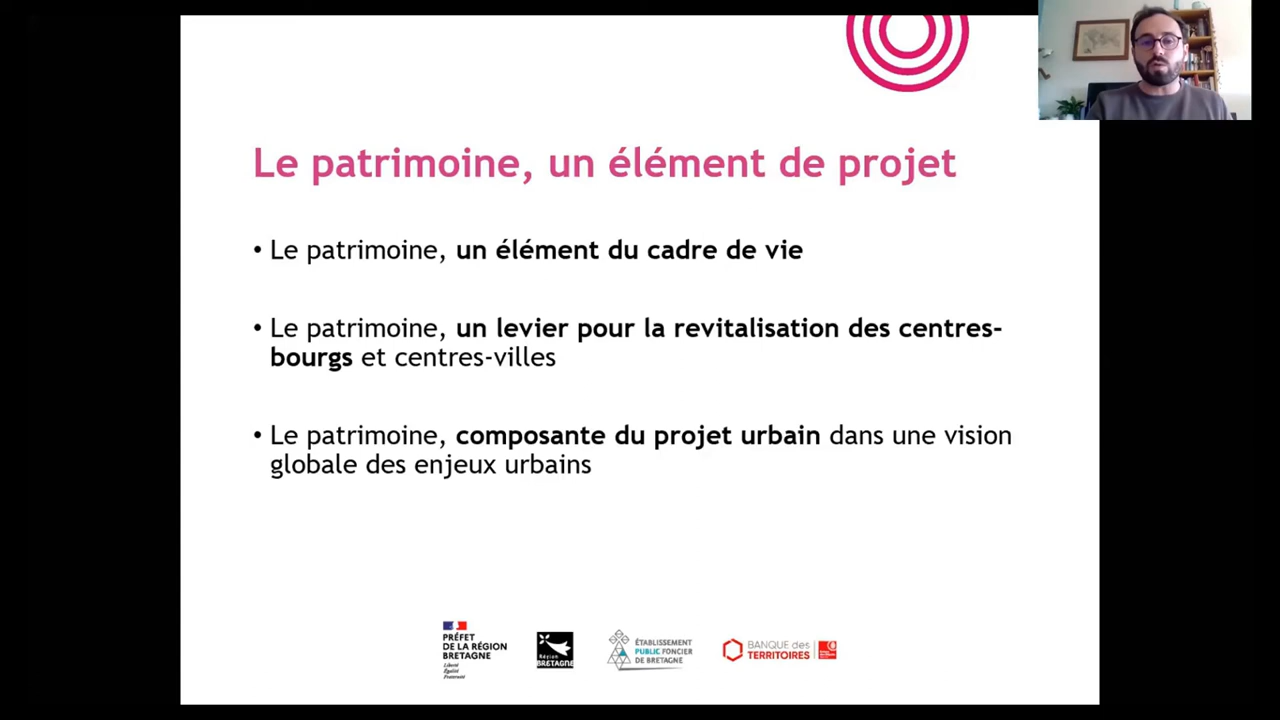 Le patrimoine, un élément de projet
• Le patrimoine, un élément du cadre de vie
• Le patrimoine, un levier pour la revitalisation des centres-
bourgs et centres-villes
• Le patrimoine, composante du projet urbain dans une vision
globale des enjeux urbains
PRÉFET
DE LA RÉGION
BRETAGNE
Liberté
Égalité
Fraternité
Région
BRETAGNE
ÉTABLISSEMENT
PUBLIC FONCIER
DE BRETAGNE
BANQUE des
TERRITOIRES